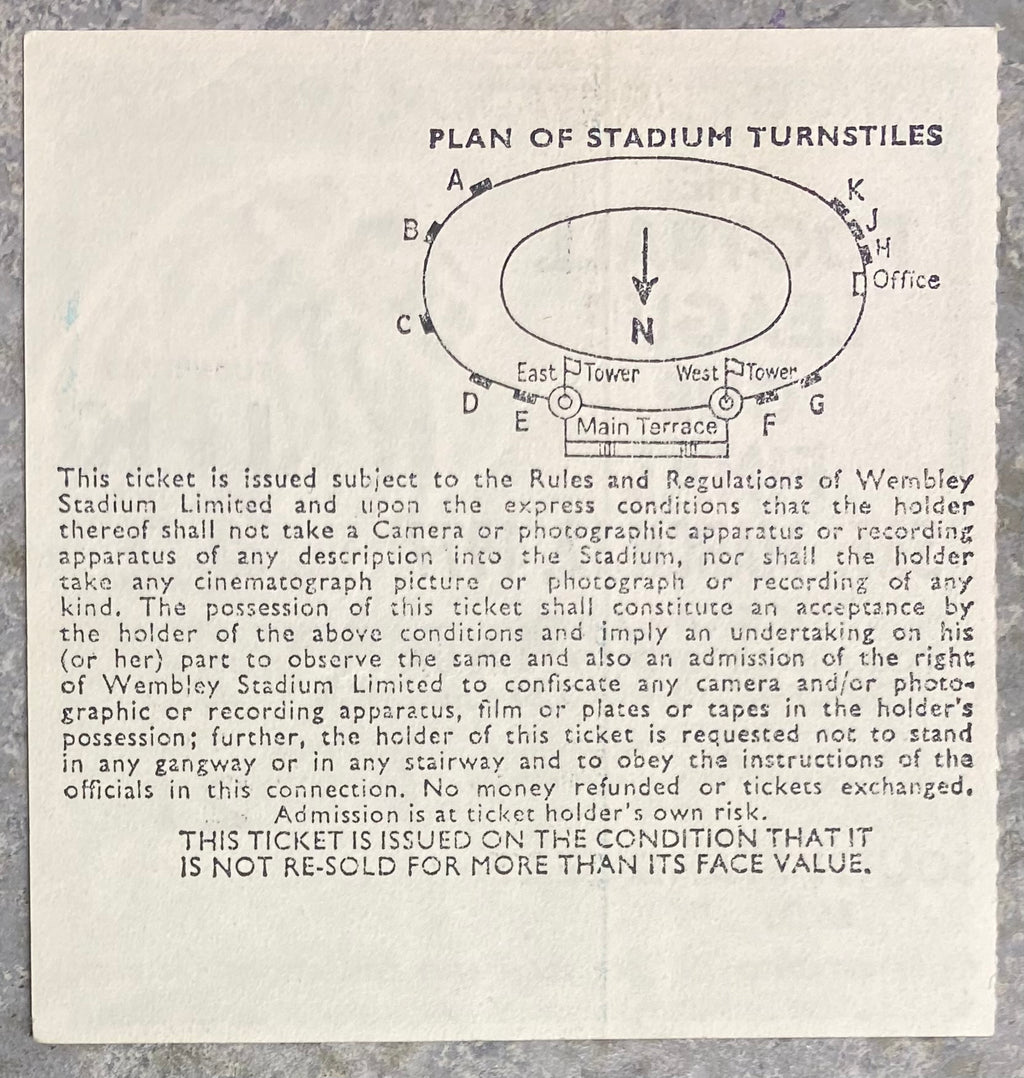 PLAN OF STADIUM TURNSTILES
A
K
B
J
H
Office
N
C
East Tower
West Tower
D
E
F
G
Main Terrace
This ticket is issued subject to the Rules and Regulations of Wembley
Stadium Limited and upon the express conditions that the holder
thereof shall not take a Camera or photographic apparatus or recording
apparatus of any description into the Stadium, nor shall the holder
take any cinematograph picture or photograph or recording of any
kind. The possession of this ticket shall constitute an acceptance by
the holder of the above conditions and imply an undertaking on his
(or her) part to observe the same and also an admission of the right
of Wembley Stadium Limited to confiscate any camera and/or photo-
graphic or recording apparatus, film or plates or tapes in the holder's
possession; further, the holder of this ticket is requested not to stand
in any gangway or in any stairway and to obey the instructions of the
officials in this connection. No money refunded or tickets exchanged.
Admission is at ticket holder's own risk.
THIS TICKET IS ISSUED ON THE CONDITION THAT IT
IS NOT RE-SOLD FOR MORE THAN ITS FACE VALUE.